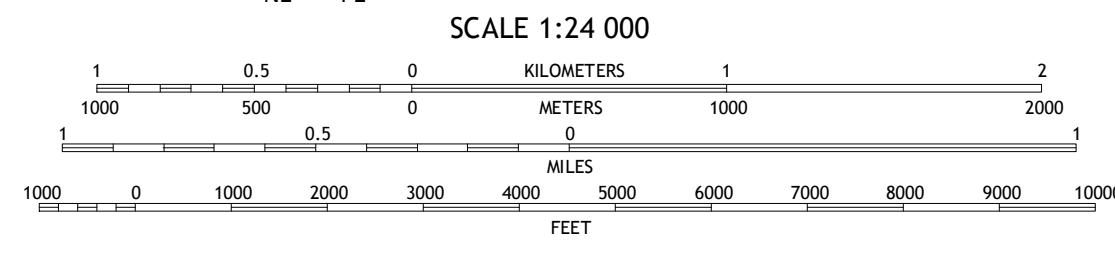 SCALE 1:24 000
1 0.5 0 KILOMETERS 1 2
1000 500 0 METERS 1000 2000
1 0.5 0 1
MILES
1000 0 1000 2000 3000 4000 5000 6000 7000 8000 9000 10000
FEET